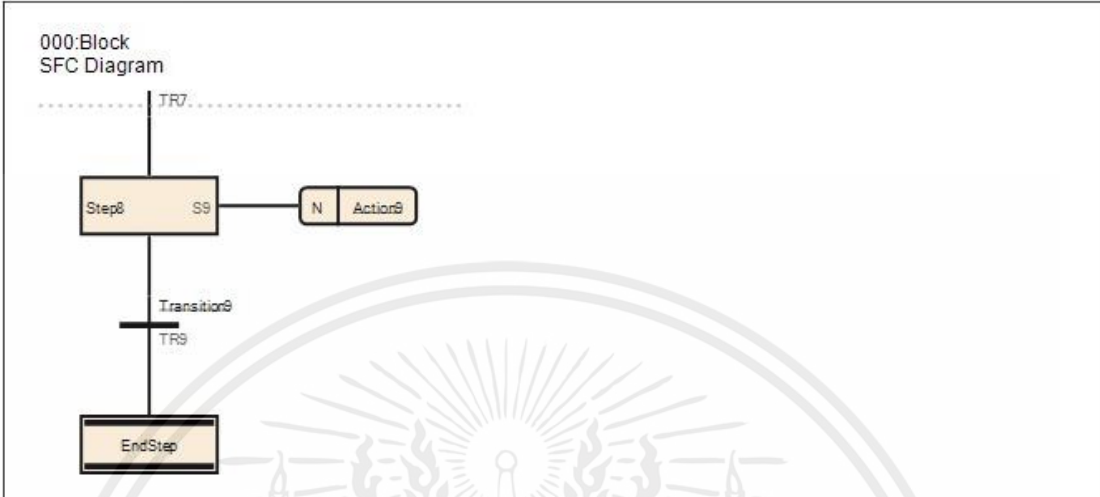 000:Block
SFC Diagram
TR7
Step8 S9 N Action9
Transition9
TR9
EndStep